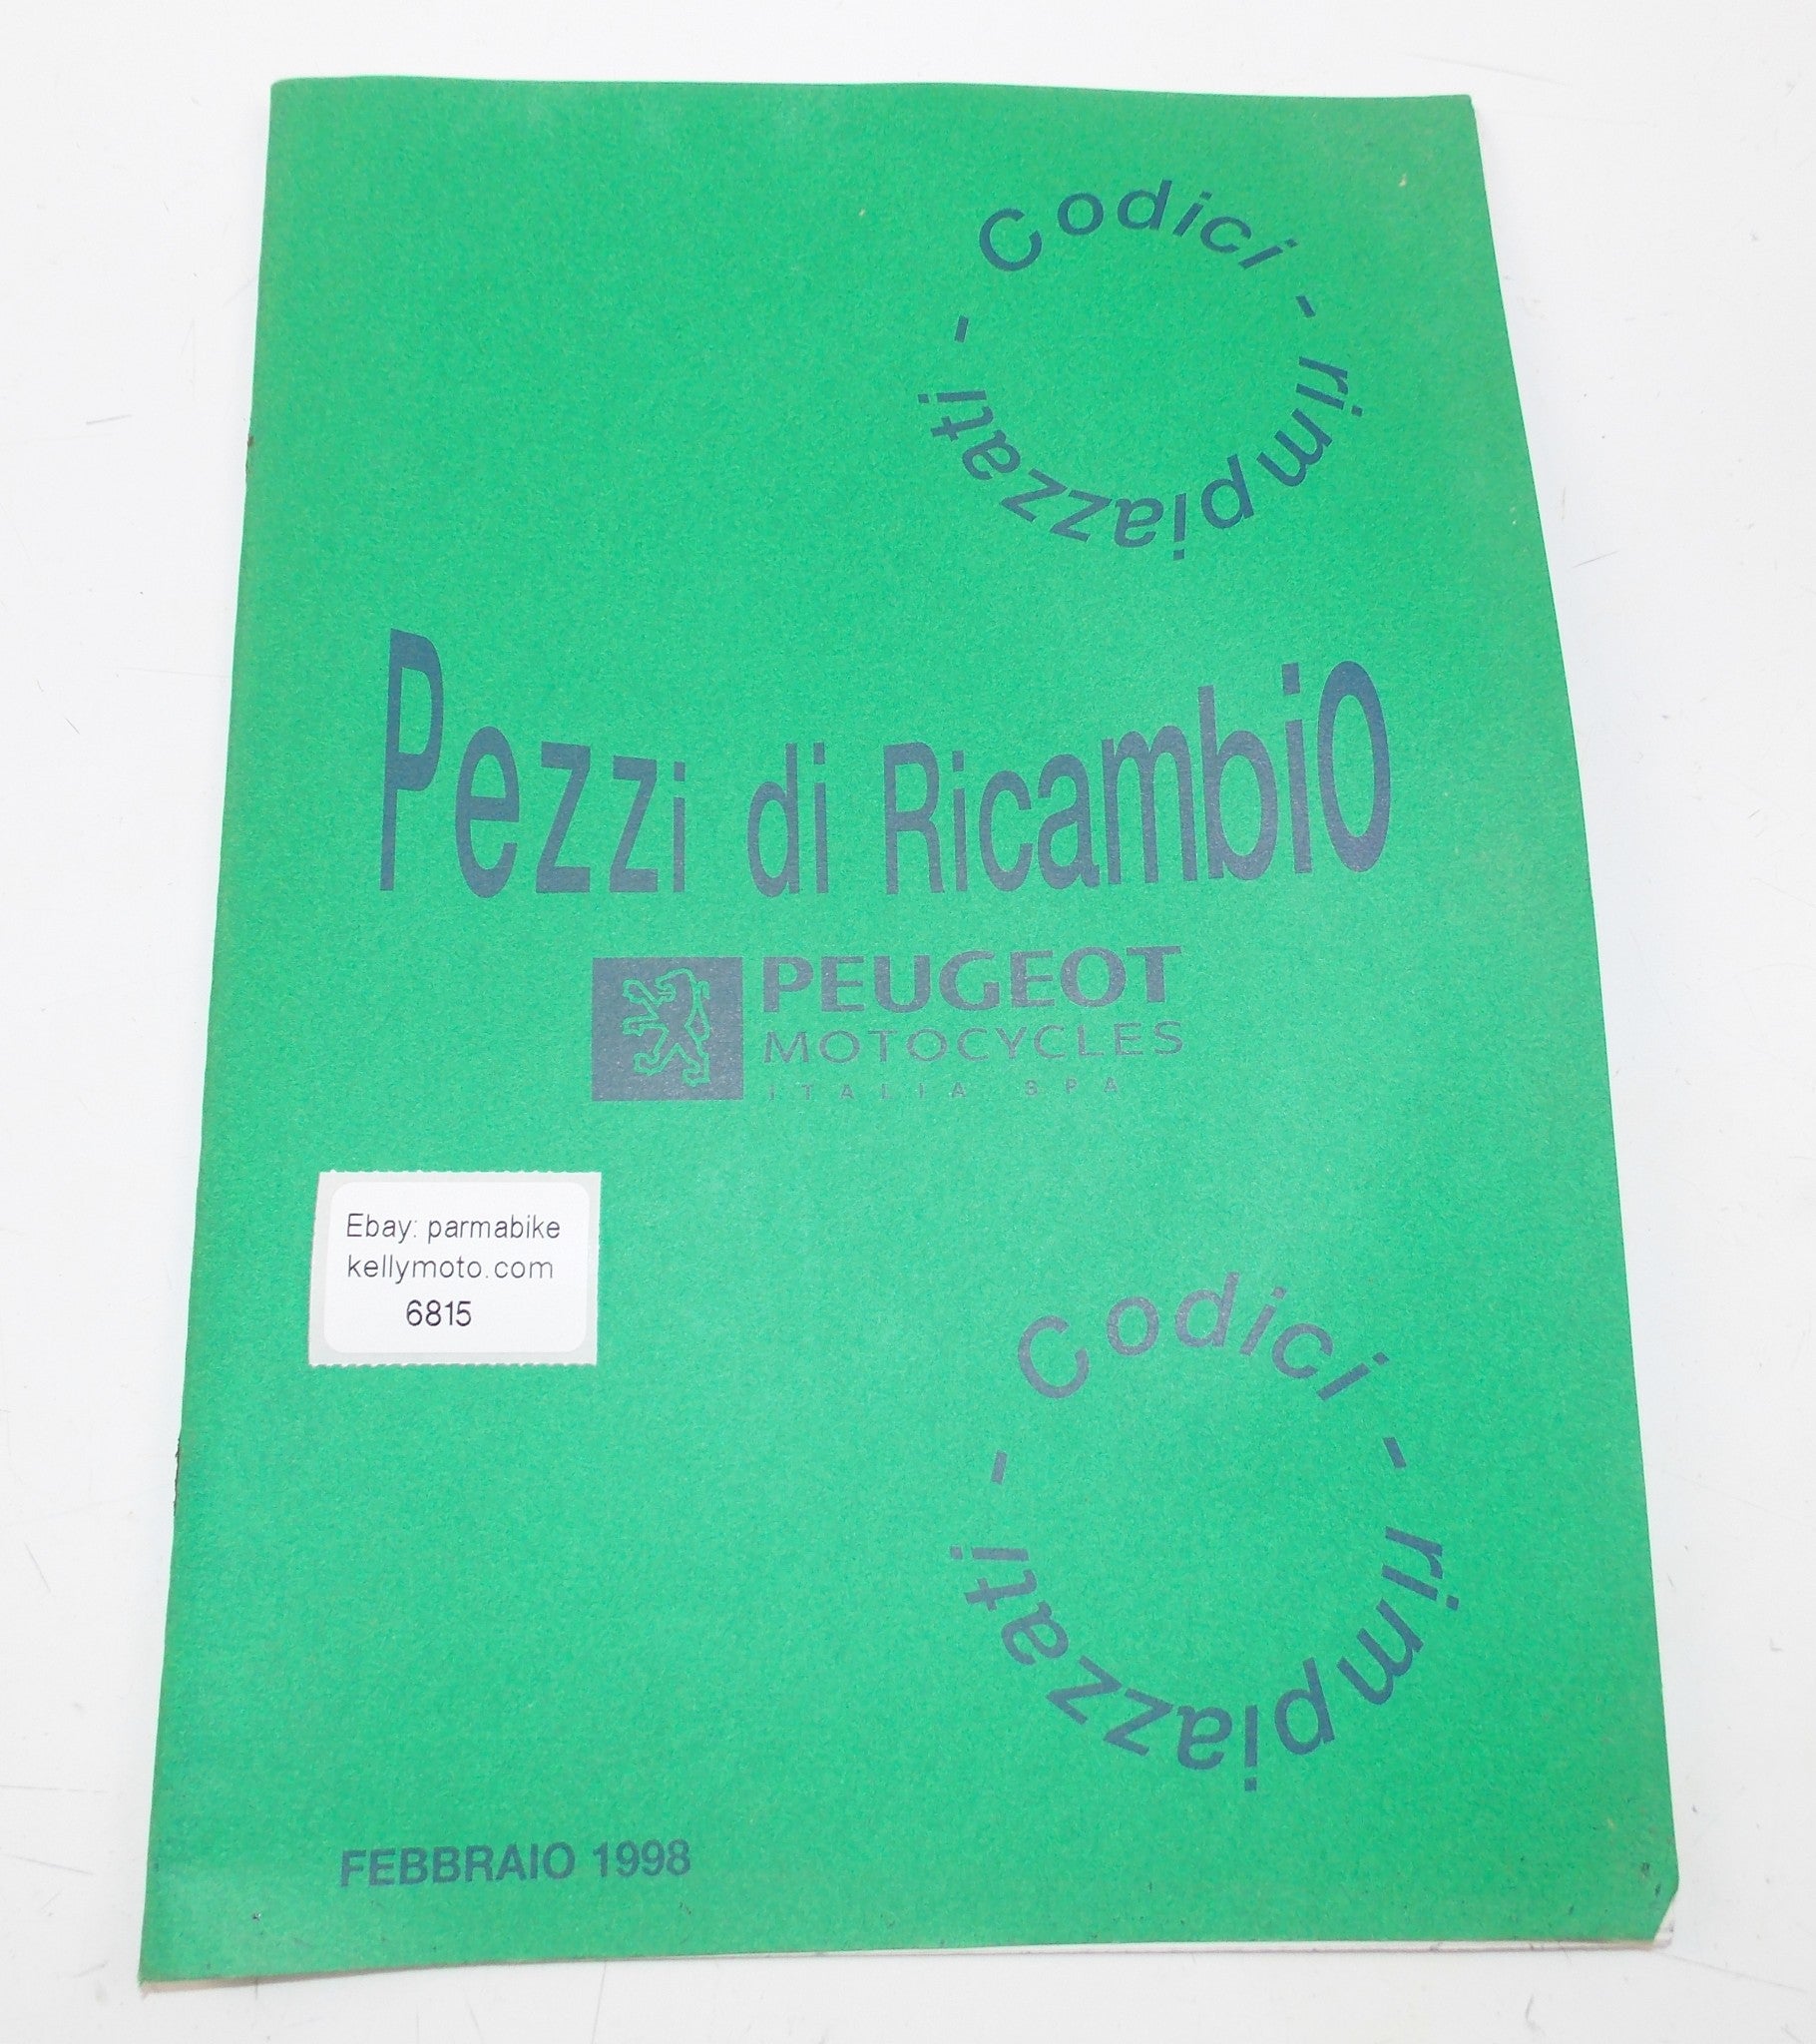 Codici - rimpiazzati -
Pezzi di Ricambio
PEUGEOT
MOTOCYCLES
ITALIA SPA
Ebay: parmabike
kellymoto.com
6815
Codici - rimpiazzati -
FEBBRAIO 1998